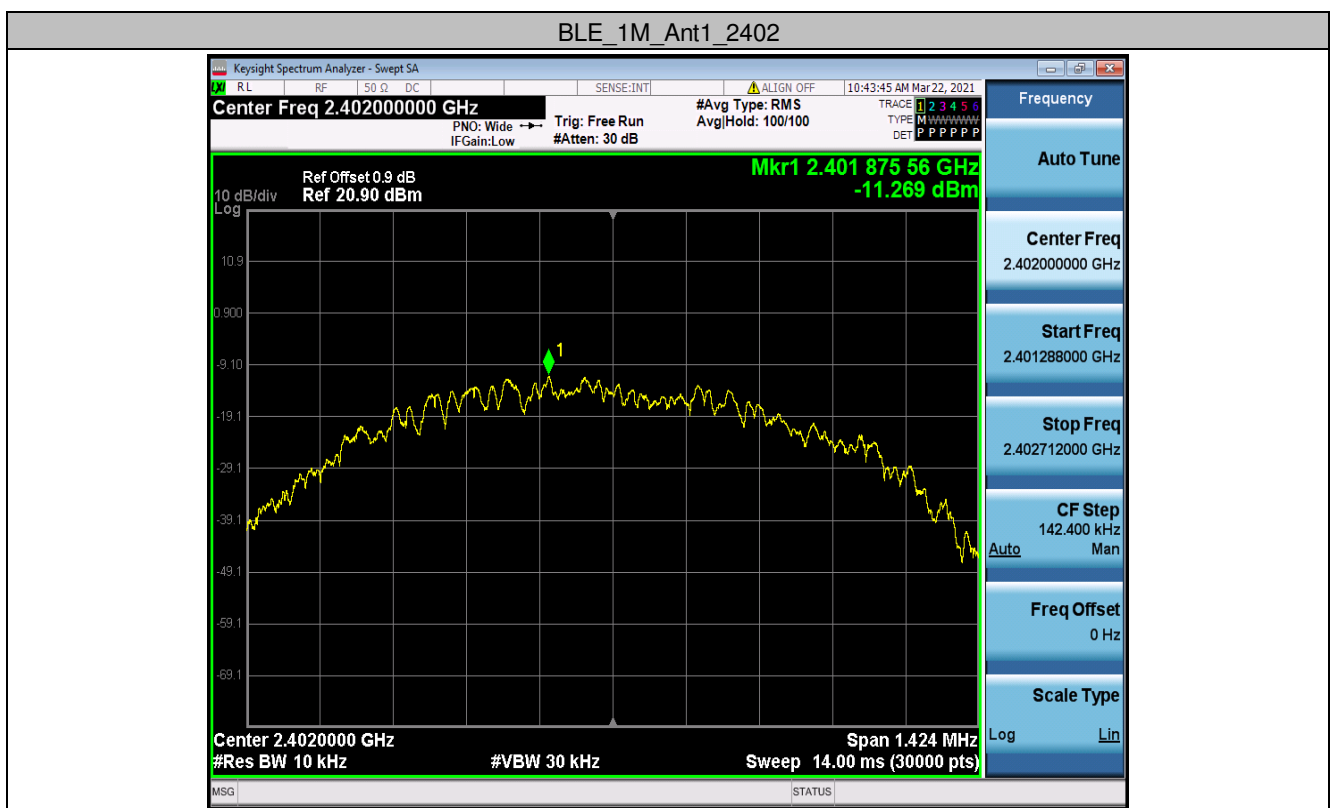 BLE_1M_Ant1_2402
Keysight Spectrum Analyzer - Swept SA
LXI RL RF 50 Ω DC SENSE:INT ALIGN OFF 10:43:45 AM Mar 22, 2021
Center Freq 2.402000000 GHz
PNO: Wide
IFGain:Low
Trig: Free Run
#Atten: 30 dB
#Avg Type: RMS
Avg|Hold: 100/100
TRACE 1 2 3 4 5 6
TYPE M WWWWW
DET P P P P P P
Frequency
Mkr1 2.401 875 56 GHz
-11.269 dBm
Ref Offset 0.9 dB
10 dB/div Ref 20.90 dBm
Log
10.9
0.900
-9.10
-19.1
-29.1
-39.1
-49.1
-59.1
-69.1
1
Center 2.4020000 GHz Span 1.424 MHz
#Res BW 10 kHz #VBW 30 kHz Sweep 14.00 ms (30000 pts)
MSG STATUS
Auto Tune
Center Freq
2.402000000 GHz
Start Freq
2.401288000 GHz
Stop Freq
2.402712000 GHz
CF Step
142.400 kHz
Auto Man
Freq Offset
0 Hz
Scale Type
Log Lin